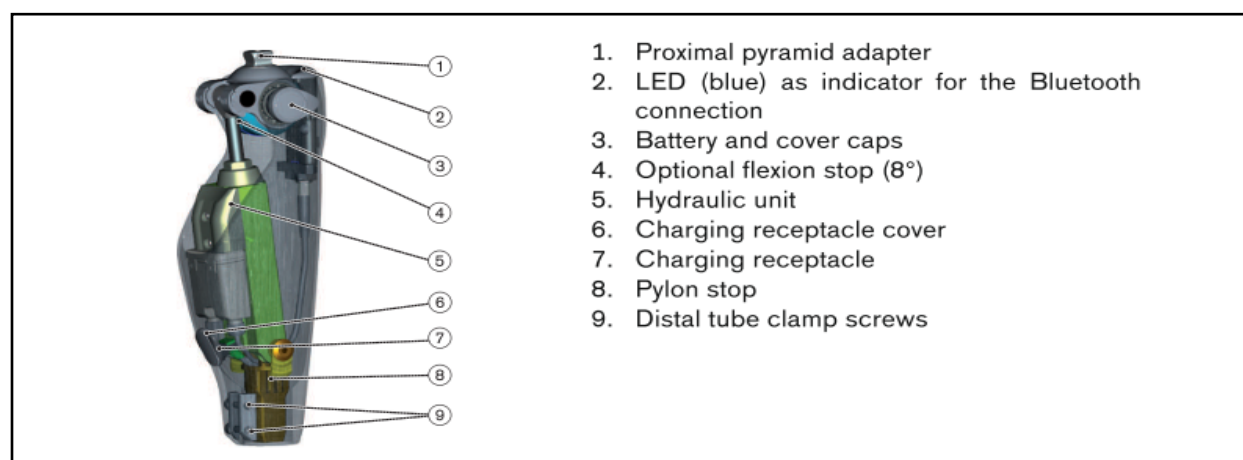 1
2
3
4
5
6
7
8
9
1. Proximal pyramid adapter
2. LED (blue) as indicator for the Bluetooth
connection
3. Battery and cover caps
4. Optional flexion stop (8°)
5. Hydraulic unit
6. Charging receptacle cover
7. Charging receptacle
8. Pylon stop
9. Distal tube clamp screws